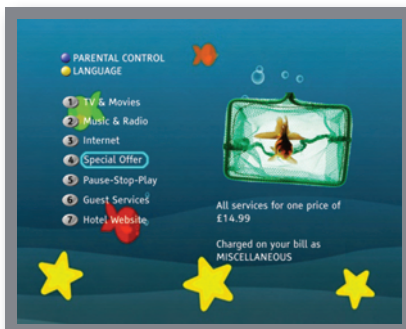 PARENTAL CONTROL
LANGUAGE
1 TV & Movies
2 Music & Radio
3 Internet
4 Special Offer
5 Pause-Stop-Play
6 Guest Services
7 Hotel Website
All services for one price of
£14.99
Charged on your bill as
MISCELLANEOUS